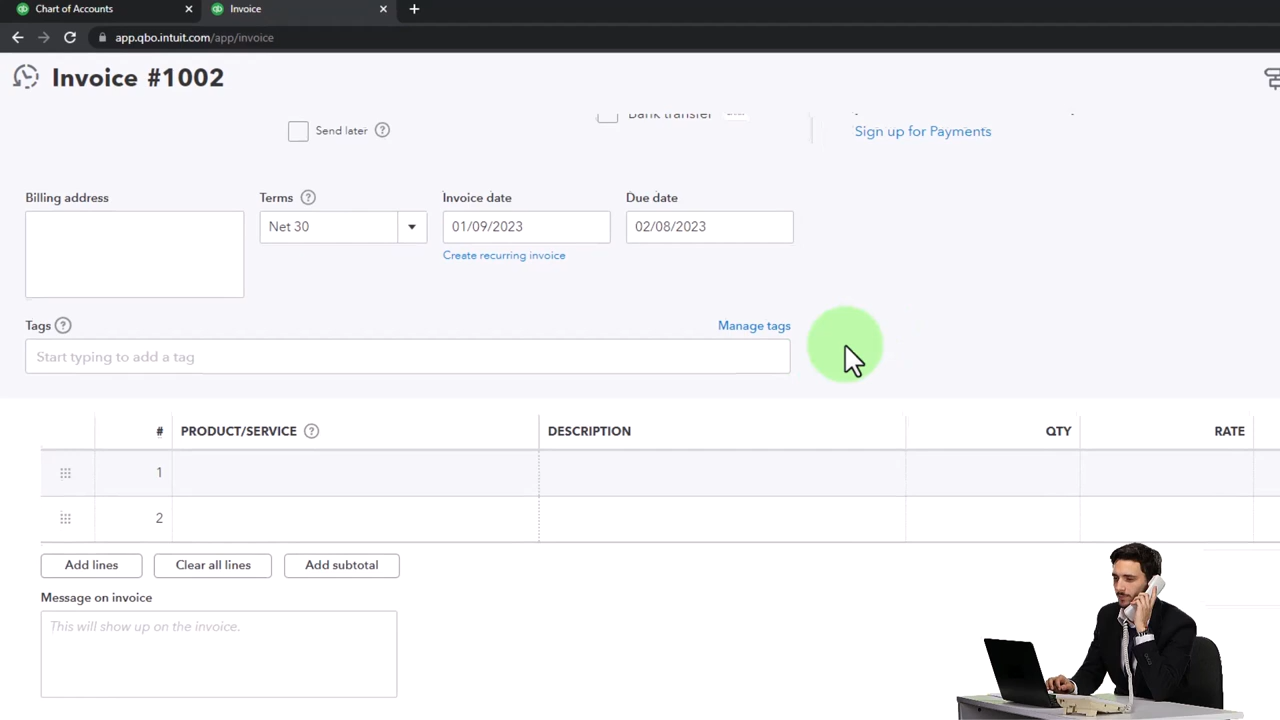 Chart of Accounts
Invoice
app.qbo.intuit.com/app/invoice
Invoice #1002
Bank transfer
Send later
Sign up for Payments
Billing address
Terms
Invoice date
Due date
Net 30
01/09/2023
02/08/2023
Create recurring invoice
Tags
Manage tags
Start typing to add a tag
# PRODUCT/SERVICE DESCRIPTION QTY RATE
1
2
Add lines
Clear all lines
Add subtotal
Message on invoice
This will show up on the invoice.